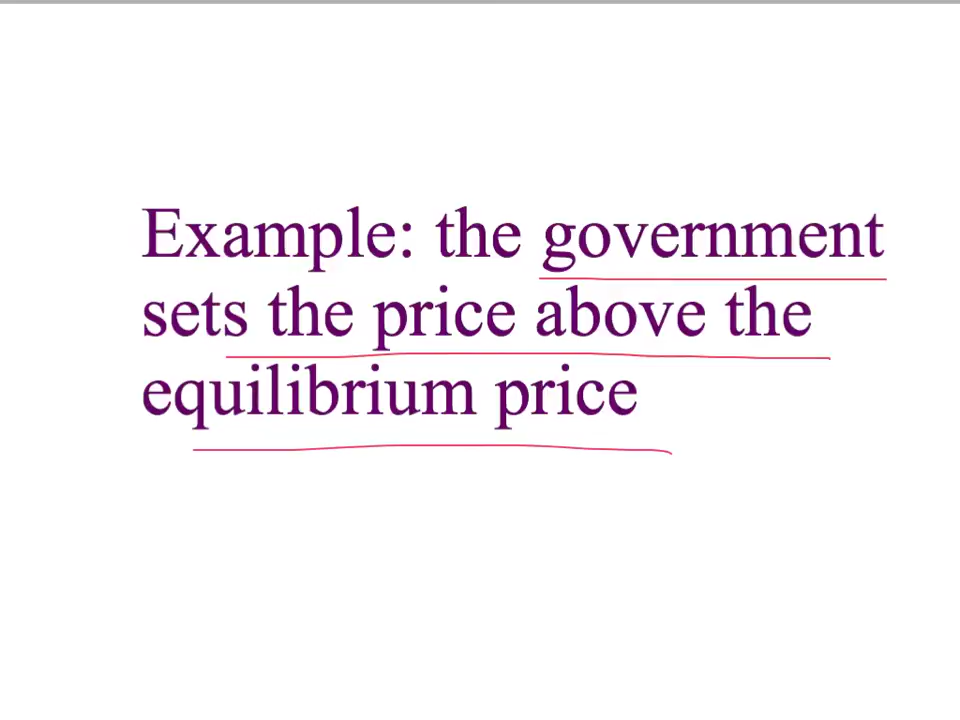 Example: the government
sets the price above the
equilibrium price